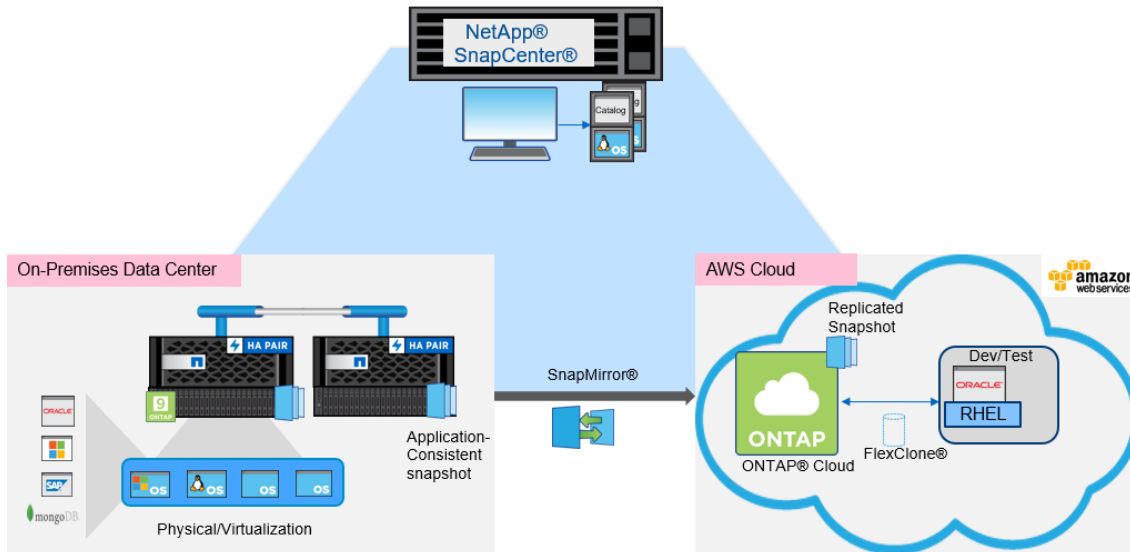 NetApp®
SnapCenter®
Catalog
OS
OS
On-Premises Data Center
HA PAIR
HA PAIR
9
ONTAP
ORACLE
SAP
mongoDB
OS
OS
OS
OS
Physical/Virtualization
Application-
Consistent
snapshot
SnapMirror®
AWS Cloud
amazon
webservices
Replicated
Snapshot
ONTAP
ONTAP® Cloud
FlexClone®
Dev/Test
ORACLE
RHEL